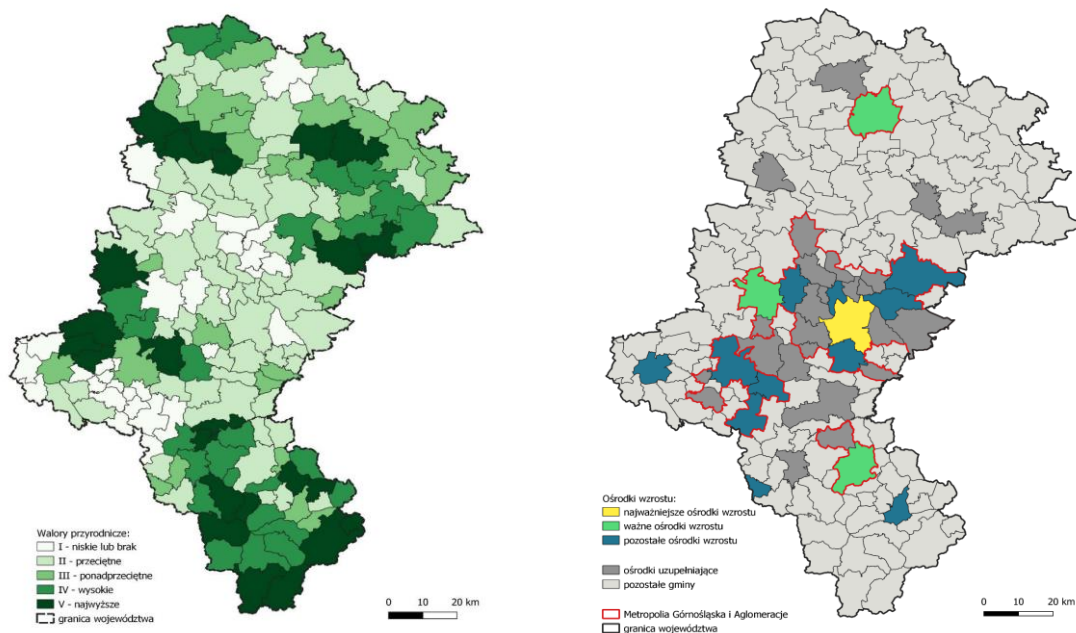 Walory przyrodnicze:
I - niskie lub brak
II - przeciętne
III - ponadprzeciętne
IV - wysokie
V - najwyższe
granica województwa
0 10 20 km
Ośrodki wzrostu:
najważniejsze ośrodki wzrostu
ważne ośrodki wzrostu
pozostałe ośrodki wzrostu
ośrodki uzupełniające
pozostałe gminy
Metropolia Górnośląska i Aglomeracje
granica województwa
0 10 20 km